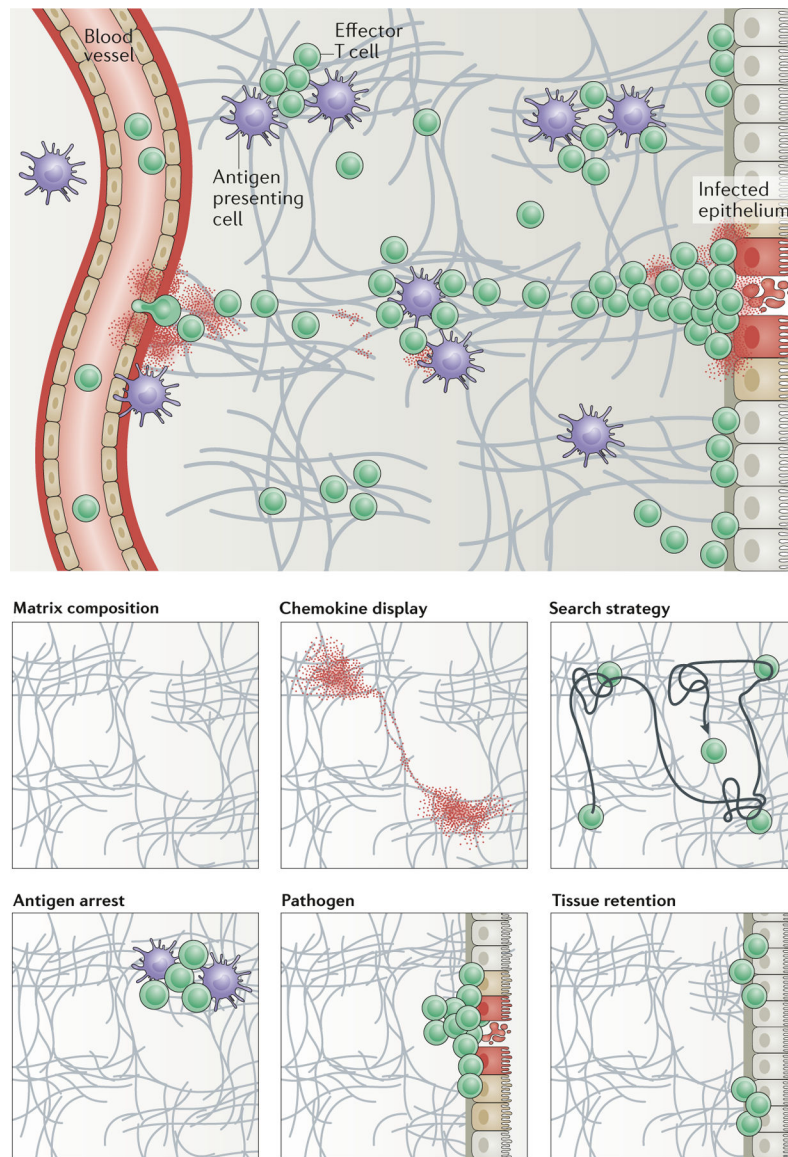 Blood
vessel
Effector
T cell
Antigen
presenting
cell
Infected
epithelium
Matrix composition
Chemokine display
Search strategy
Antigen arrest
Pathogen
Tissue retention